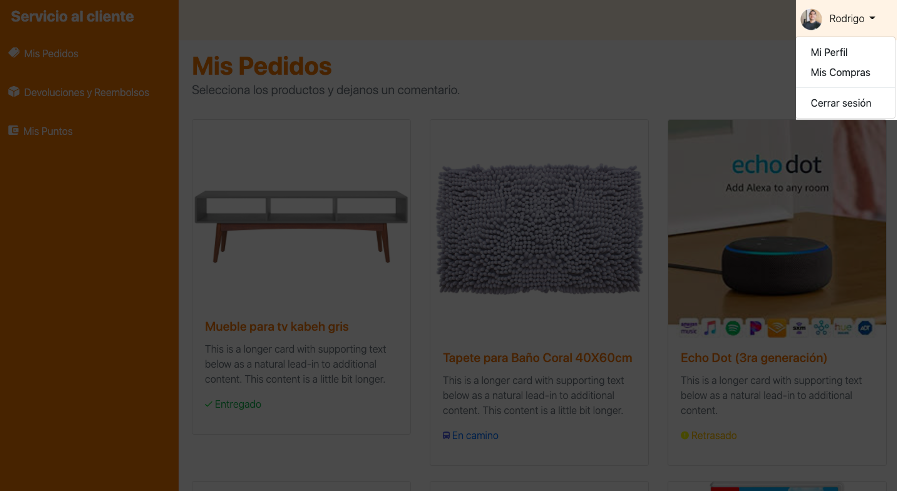 Servicio al cliente
Mis Pedidos
Devoluciones y Reembolsos
Mis Puntos
Rodrigo
Mi Perfil
Mis Compras
Cerrar sesión
Mis Pedidos
Selecciona los productos y dejanos un comentario.
Mueble para tv kabeh gris
This is a longer card with supporting text
below as a natural lead-in to additional
content. This content is a little bit longer.
Entregado
Tapete para Baño Coral 40X60cm
This is a longer card with supporting text
below as a natural lead-in to additional
content. This content is a little bit longer.
En camino
echo dot
Add Alexa to any room
amazon music
Echo Dot (3ra generación)
This is a longer card with supporting text
below as a natural lead-in to additional
content.
Retrasado